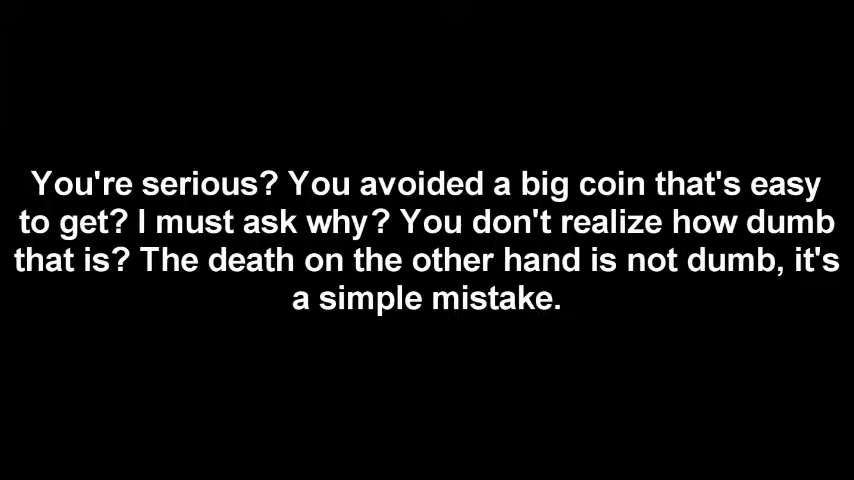 You're serious? You avoided a big coin that's easy
to get? I must ask why? You don't realize how dumb
that is? The death on the other hand is not dumb, it's
a simple mistake.